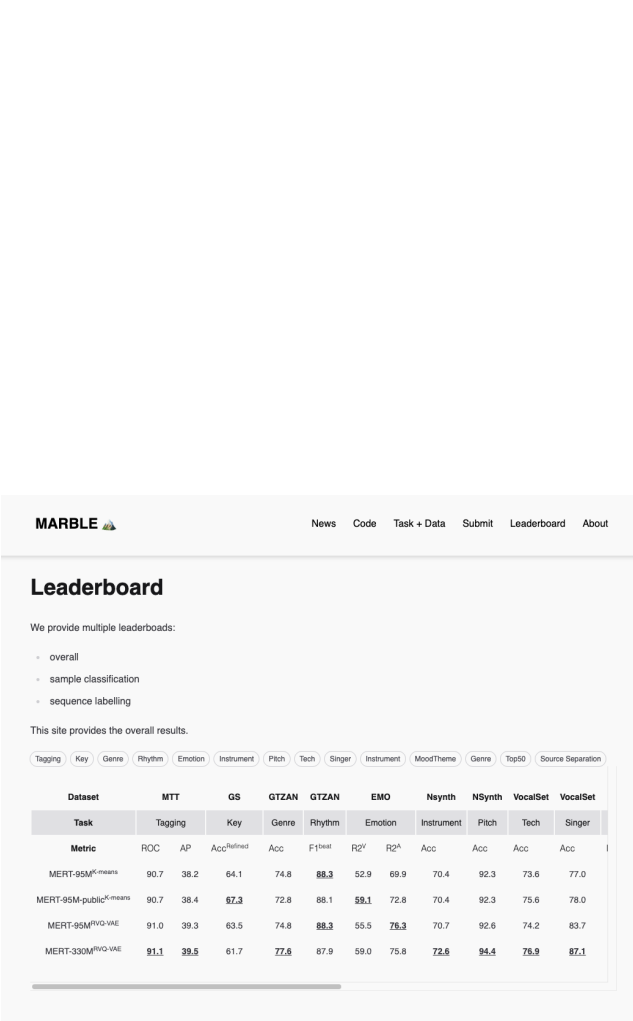 MARBLE
News Code Task + Data Submit Leaderboard About
Leaderboard
We provide multiple leaderboads:
overall
sample classification
sequence labelling
This site provides the overall results.
Tagging Key Genre Rhythm Emotion Instrument Pitch Tech Singer Instrument MoodTheme Genre Top50 Source Separation
Dataset MTT GS GTZAN GTZAN EMO Nsynth NSynth VocalSet VocalSet
Task Tagging Key Genre Rhythm Emotion Instrument Pitch Tech Singer
Metric ROC AP AccRefined Acc F1beat R2V R2A Acc Acc Acc Acc
MERT-95MK-means 90.7 38.2 64.1 74.8 88.3 52.9 69.9 70.4 92.3 73.6 77.0
MERT-95M-publicK-means 90.7 38.4 67.3 72.8 88.1 59.1 72.8 70.4 92.3 75.6 78.0
MERT-95MRVQ-VAE 91.0 39.3 63.5 74.8 88.3 55.5 76.3 70.7 92.6 74.2 83.7
MERT-330MRVQ-VAE 91.1 39.5 61.7 77.6 87.9 59.0 75.8 72.6 94.4 76.9 87.1